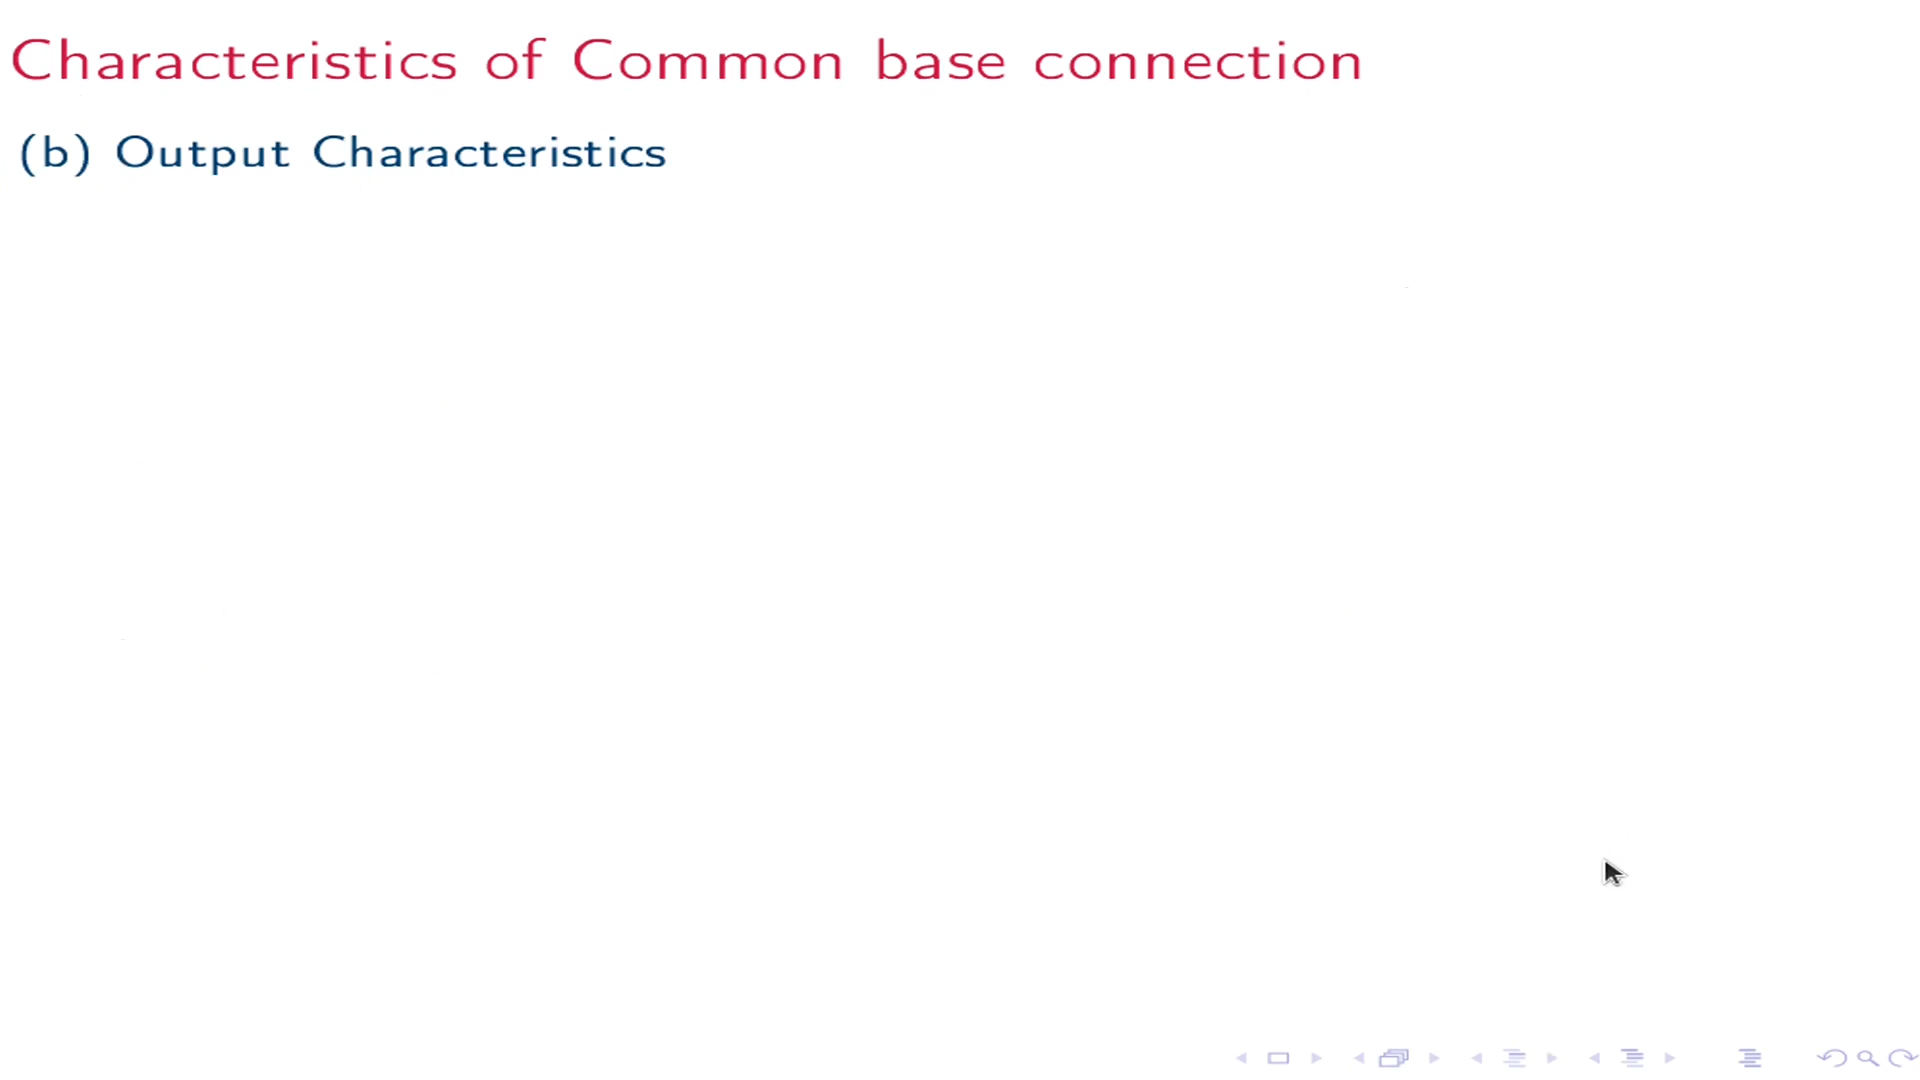 Characteristics of Common base connection
(b) Output Characteristics